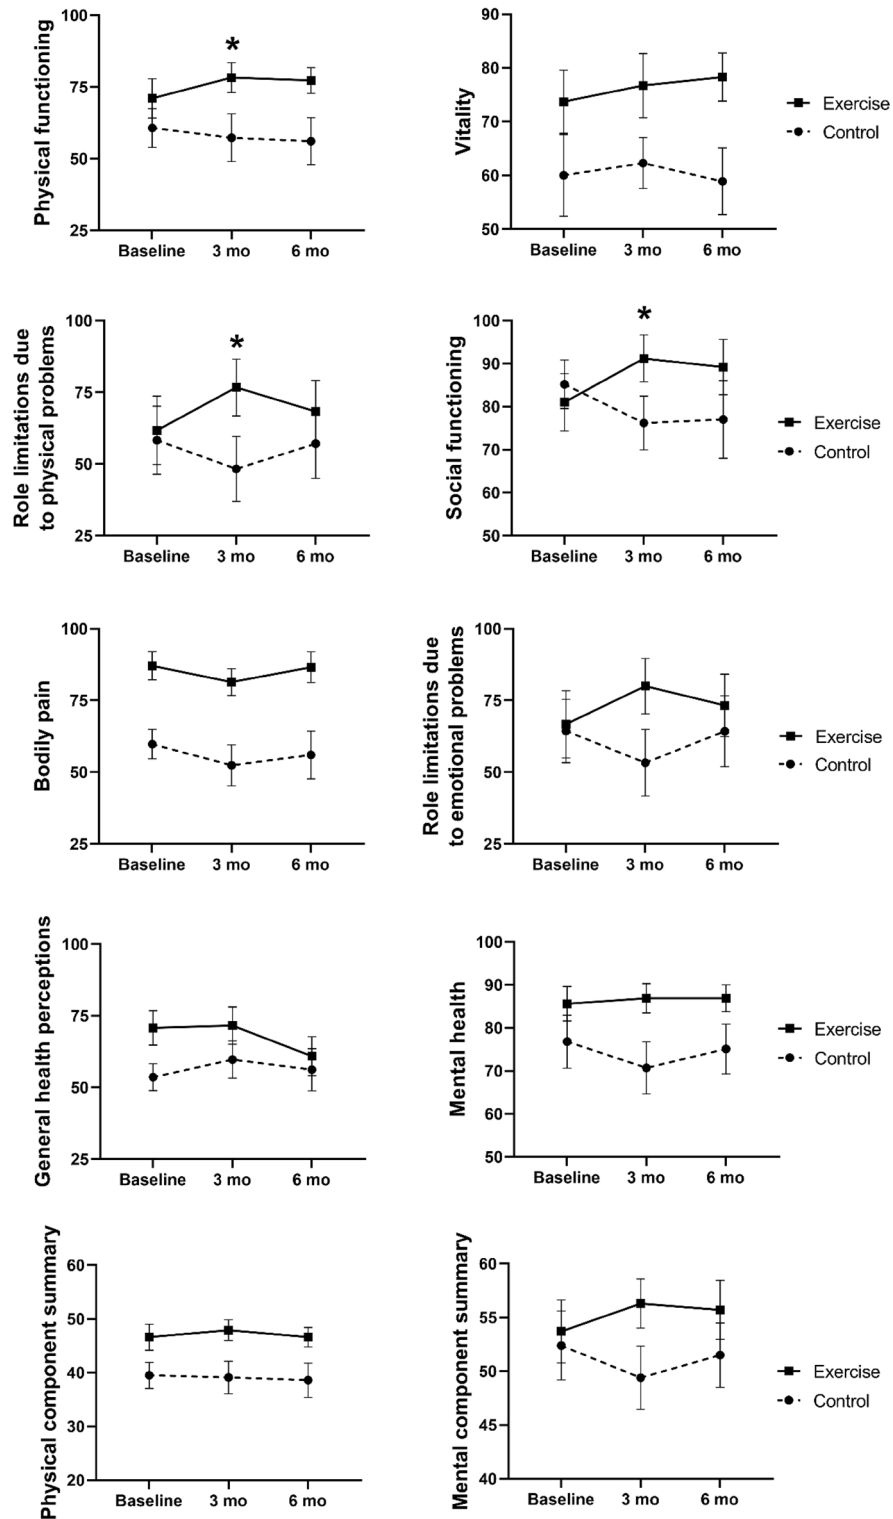 Physical functioning
100
75
50
25
*
Baseline 3 mo 6 mo
Vitality
90
80
70
60
50
Baseline 3 mo 6 mo
Exercise
Control
Role limitations due
to physical problems
100
75
50
25
*
Baseline 3 mo 6 mo
Social functioning
100
90
80
70
60
50
*
Baseline 3 mo 6 mo
Exercise
Control
Bodily pain
100
75
50
25
Baseline 3 mo 6 mo
Role limitations due
to emotional problems
100
75
50
25
Baseline 3 mo 6 mo
Exercise
Control
General health perceptions
100
75
50
25
Baseline 3 mo 6 mo
Mental health
100
90
80
70
60
50
Baseline 3 mo 6 mo
Exercise
Control
Physical component summary
60
50
40
30
20
Baseline 3 mo 6 mo
Mental component summary
60
55
50
45
40
Baseline 3 mo 6 mo
Exercise
Control